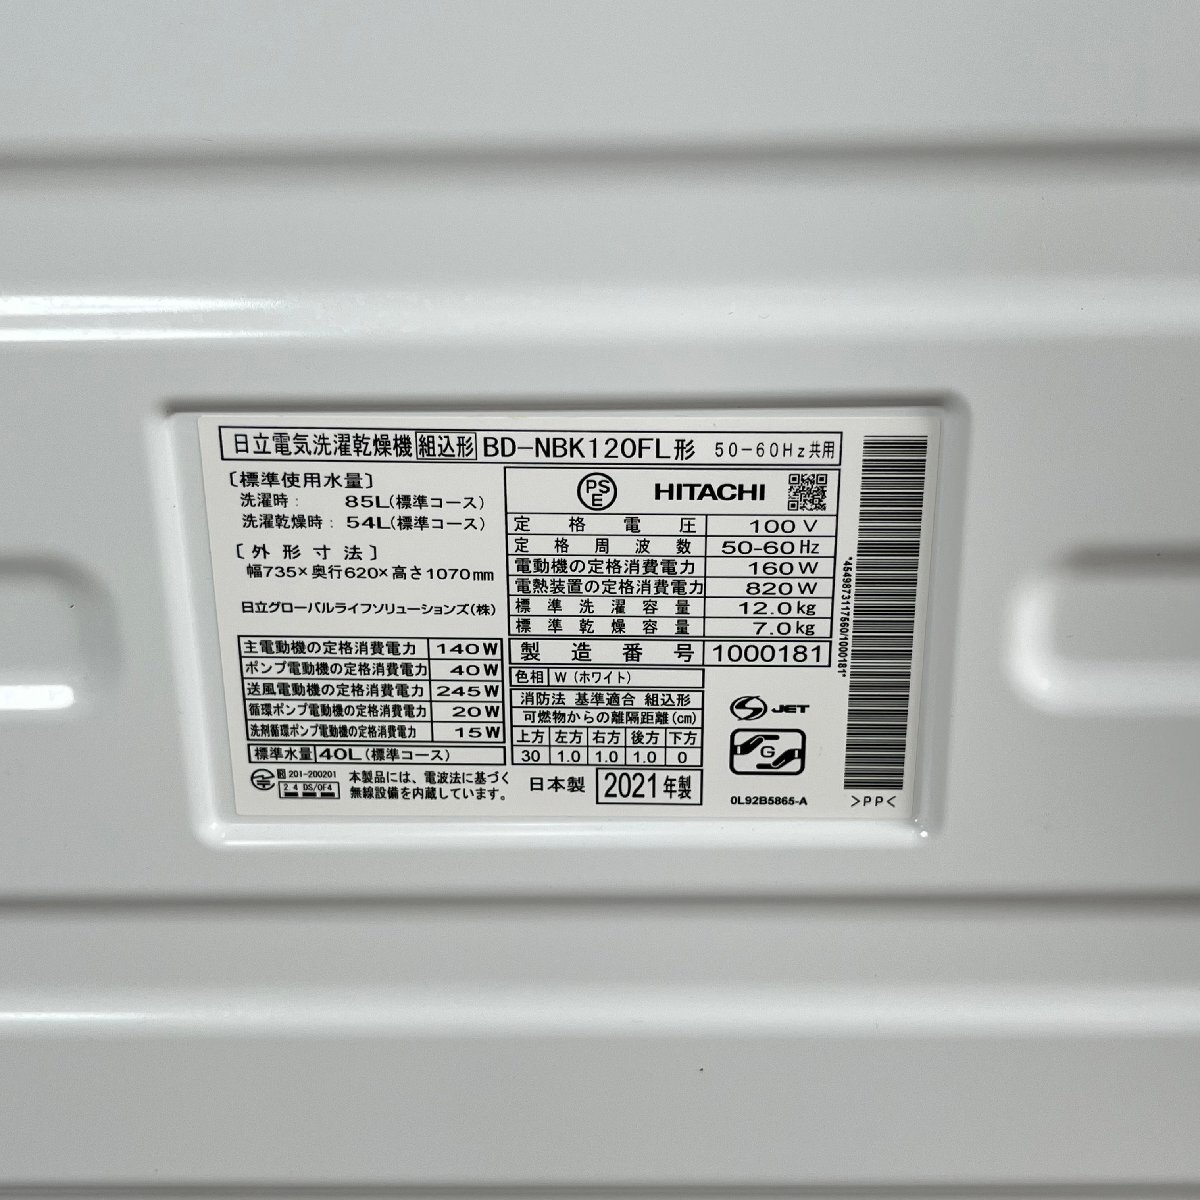 日立電気洗濯乾燥機 組込形 BD-NBK120FL形 50-60Hz共用
〔標準使用水量〕
洗濯時： 85L(標準コース)
洗濯乾燥時： 54L(標準コース)
〔外形寸法〕
幅735×奥行620×高さ1070mm
日立グローバルライフソリューションズ(株)
主電動機の定格消費電力 140W
ポンプ電動機の定格消費電力 40W
送風電動機の定格消費電力 245W
循環ポンプ電動機の定格消費電力 20W
洗剤循環ポンプ電動機の定格消費電力 15W
標準水量 40L(標準コース)
R 201-200201
2.4 DS/OF4
本製品には、電波法に基づく
無線設備を内蔵しています。
PS
E
HITACHI
定格電圧 100V
定格周波数 50-60Hz
電動機の定格消費電力 160W
電熱装置の定格消費電力 820W
標準洗濯容量 12.0kg
標準乾燥容量 7.0kg
製造番号 1000181
色相 W(ホワイト)
消防法 基準適合 組込形
可燃物からの離隔距離(cm)
上方 左方 右方 後方 下方
30 1.0 1.0 1.0 0
日本製 2021年製
S JET
G
0L92B5865-A
*4549873117560/1000181*
>PP<